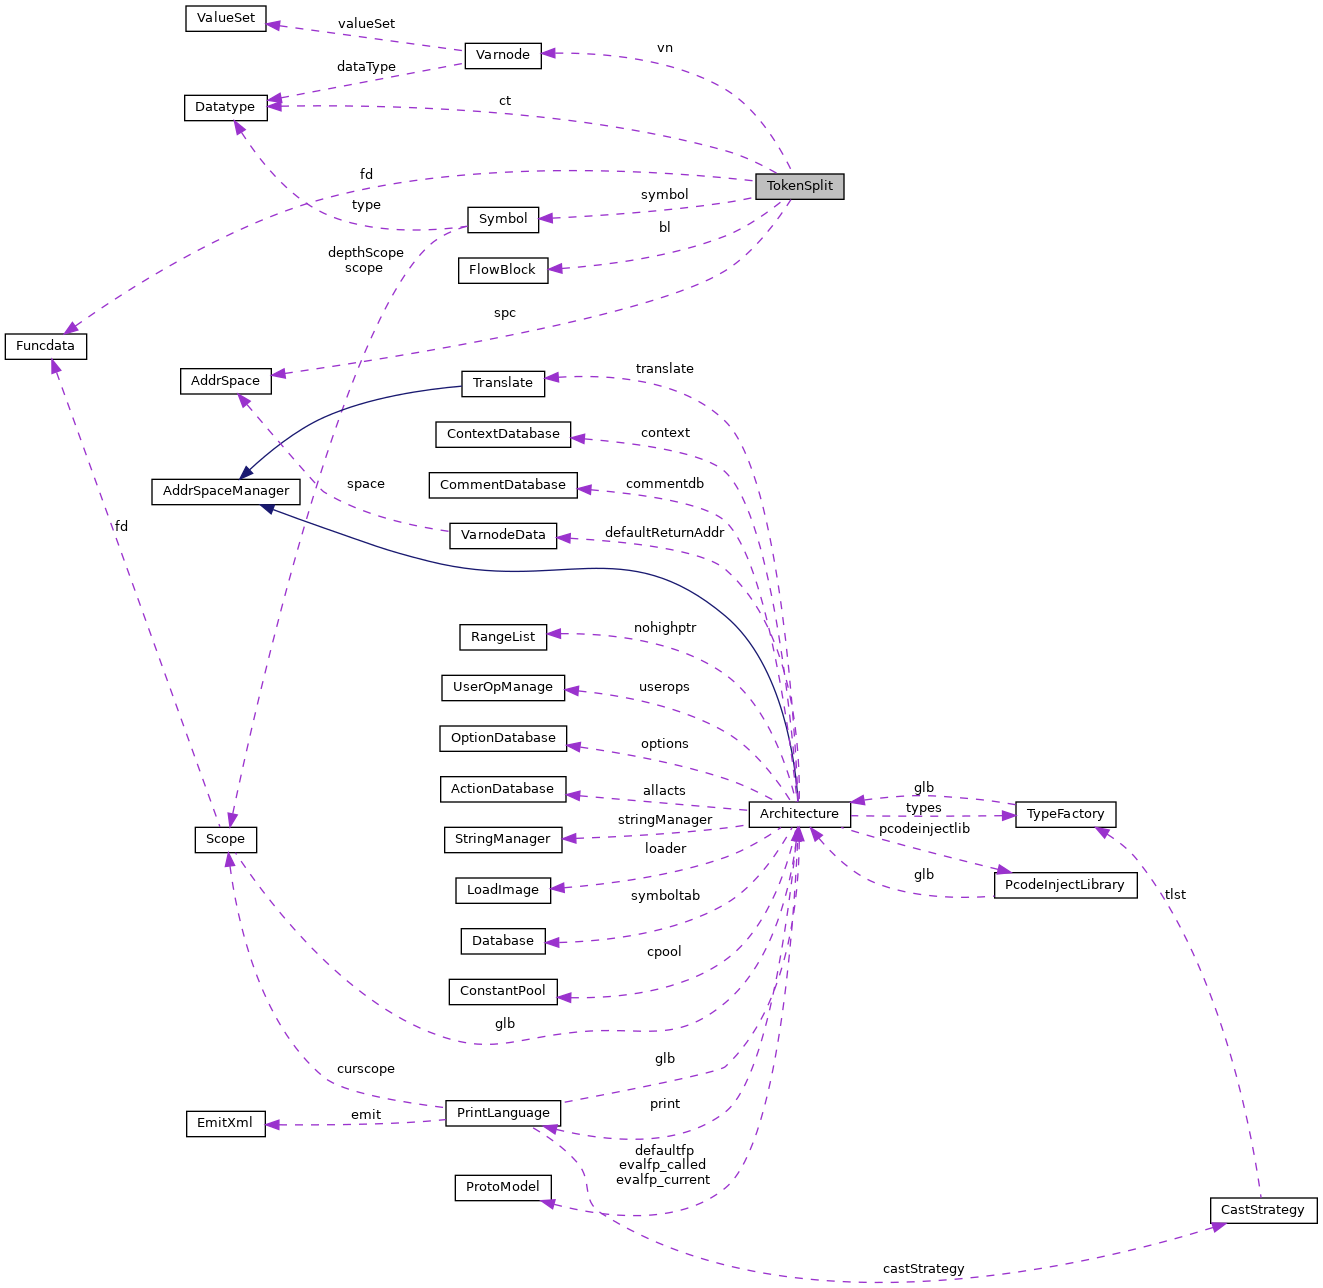 ValueSet
valueSet
Varnode
vn
dataType
Datatype
ct
fd
TokenSplit
type
symbol
Symbol
bl
depthScope
scope
FlowBlock
spc
Funcdata
AddrSpace
Translate
translate
ContextDatabase
context
CommentDatabase
commentdb
AddrSpaceManager
space
VarnodeData
defaultReturnAddr
fd
RangeList
nohighptr
UserOpManage
userops
OptionDatabase
options
ActionDatabase
allacts
glb
Architecture
types
TypeFactory
StringManager
stringManager
pcodeinjectlib
Scope
loader
LoadImage
glb
PcodeInjectLibrary
symboltab
tlst
Database
cpool
ConstantPool
glb
glb
curscope
print
PrintLanguage
emit
EmitXml
defaultfp
evalfp_called
evalfp_current
ProtoModel
CastStrategy
castStrategy